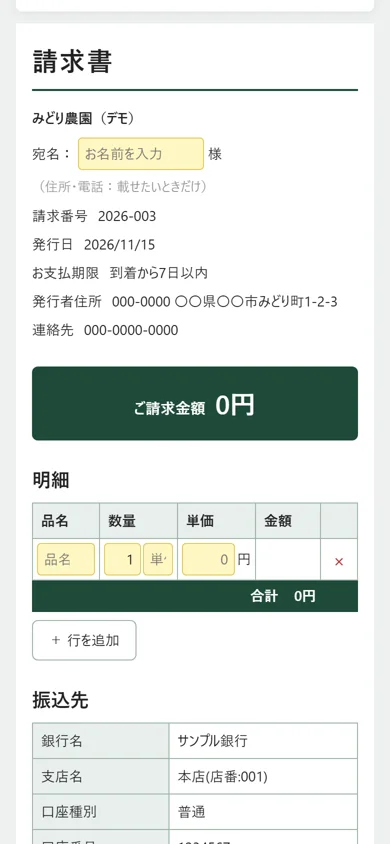 請求書
みどり農園（デモ）
宛名： お名前を入力 様
（住所・電話：載せたいときだけ）
請求番号 2026-003
発行日 2026/11/15
お支払期限 到着から7日以内
発行者住所 000-0000 〇〇県〇〇市みどり町1-2-3
連絡先 000-0000-0000
ご請求金額 0円
明細
品名 数量 単価 金額
品名 1 単 0 円 ×
合計 0円
＋ 行を追加
振込先
銀行名 サンプル銀行
支店名 本店(店番:001)
口座種別 普通